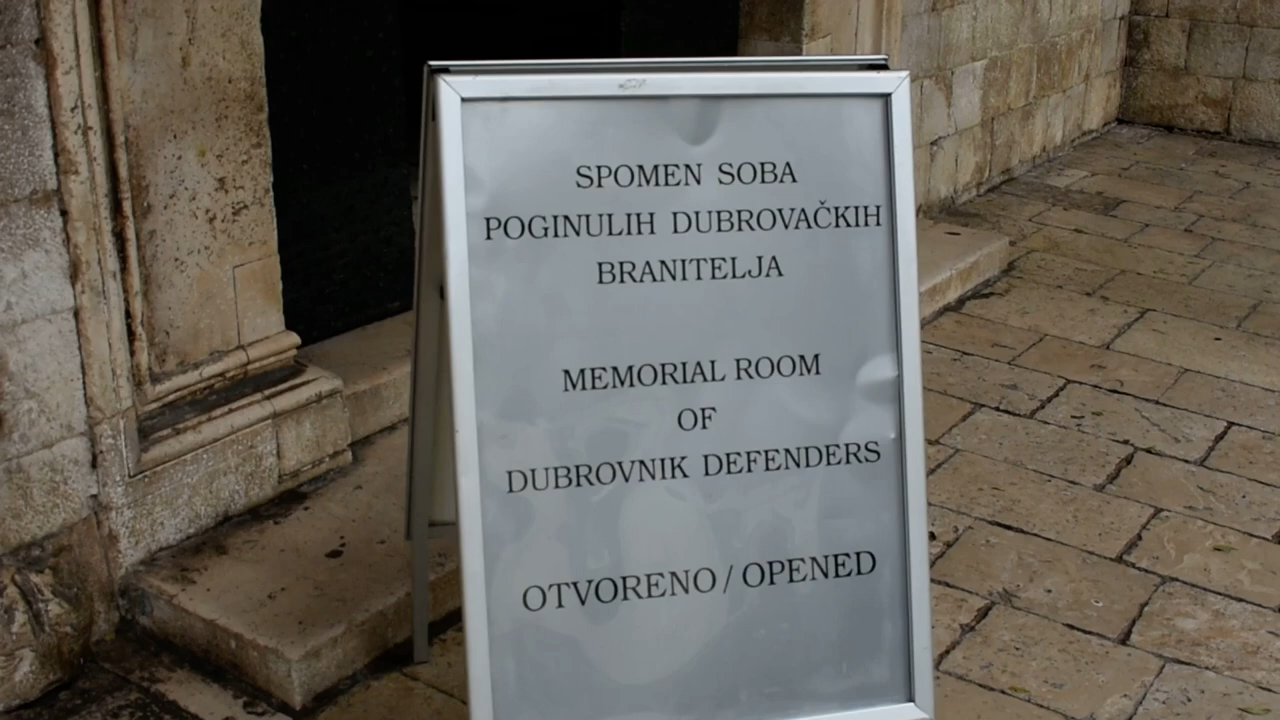 SPOMEN SOBA
POGINULIH DUBROVAČKIH
BRANITELJA
MEMORIAL ROOM
OF
DUBROVNIK DEFENDERS
OTVORENO / OPENED